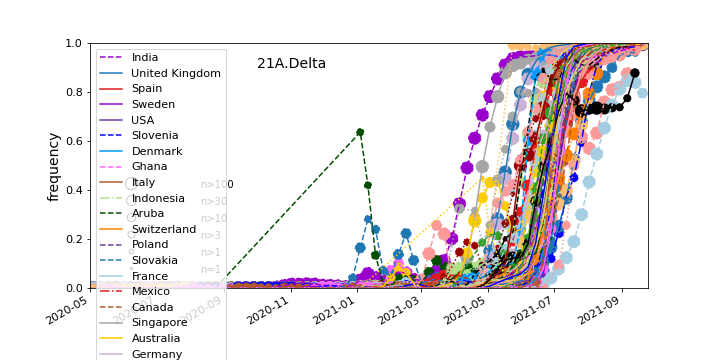 21A.Delta
frequency
1.0
0.8
0.6
0.4
0.2
0.0
2020-05
2020-09
2020-11
2021-01
2021-03
2021-05
2021-07
2021-09
India
United Kingdom
Spain
Sweden
USA
Slovenia
Denmark
Ghana
Italy
Indonesia
Aruba
Switzerland
Poland
Slovakia
France
Mexico
Canada
Singapore
Australia
Germany
n>100
n>30
n>10
n>3
n>1
n=1